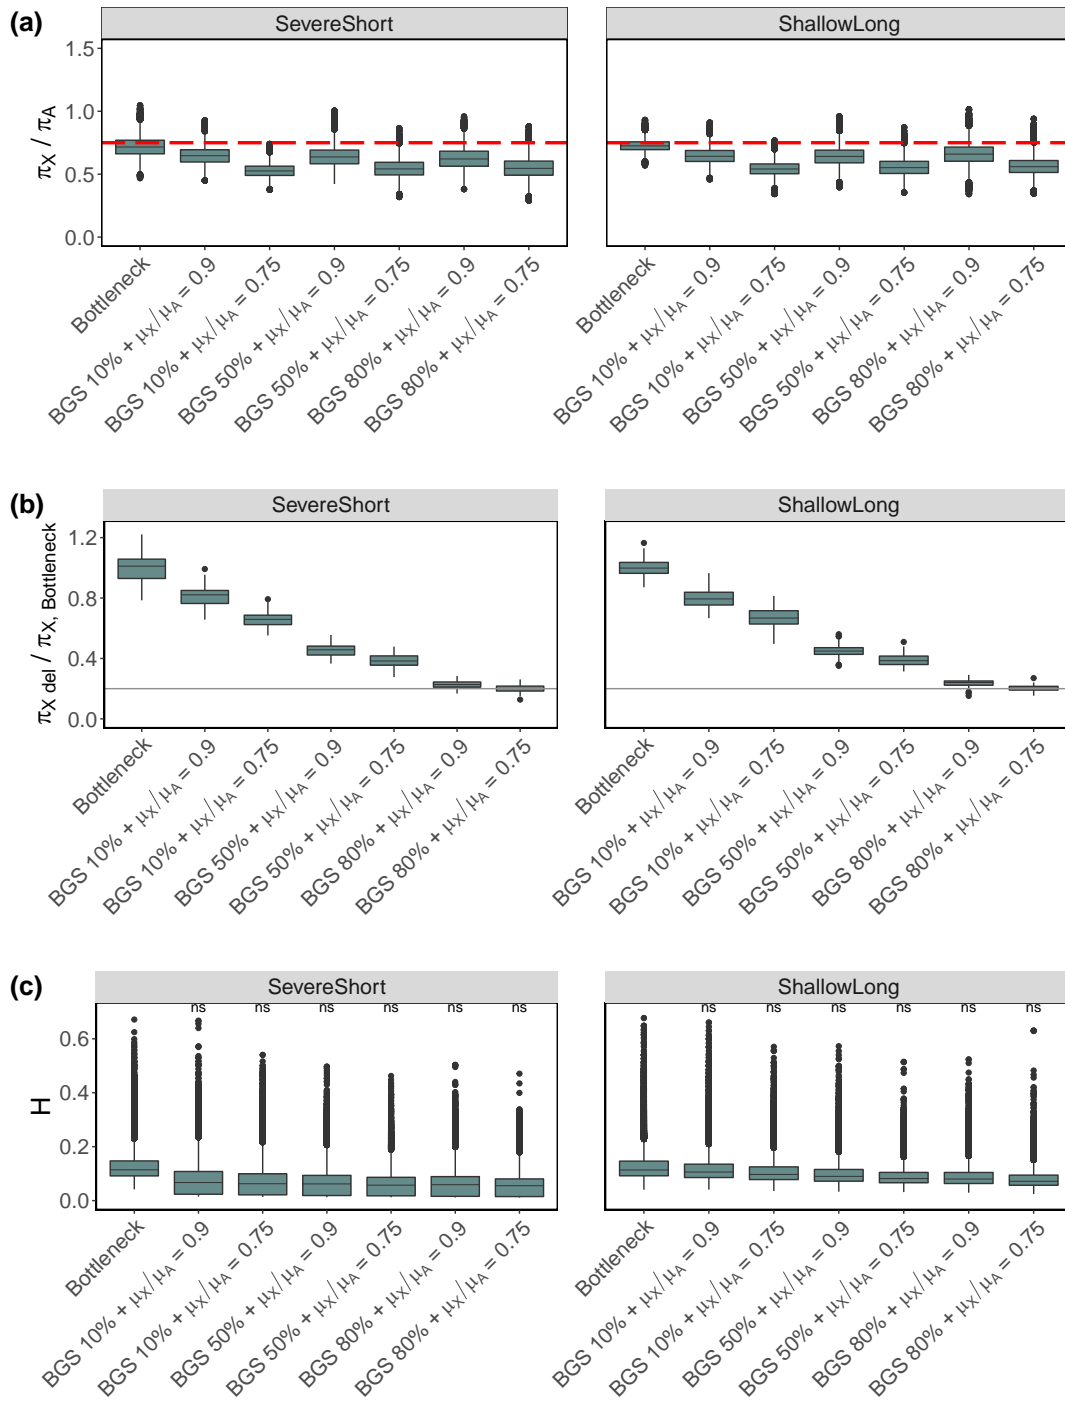 (a)
SevereShort
ShallowLong
πX / πA
1.5
1.0
0.5
0.0
Bottleneck
BGS 10% + μX/μA = 0.9
BGS 10% + μX/μA = 0.75
BGS 50% + μX/μA = 0.9
BGS 50% + μX/μA = 0.75
BGS 80% + μX/μA = 0.9
BGS 80% + μX/μA = 0.75
Bottleneck
BGS 10% + μX/μA = 0.9
BGS 10% + μX/μA = 0.75
BGS 50% + μX/μA = 0.9
BGS 50% + μX/μA = 0.75
BGS 80% + μX/μA = 0.9
BGS 80% + μX/μA = 0.75
(b)
SevereShort
ShallowLong
πX del / πX, Bottleneck
1.2
0.8
0.4
0.0
Bottleneck
BGS 10% + μX/μA = 0.9
BGS 10% + μX/μA = 0.75
BGS 50% + μX/μA = 0.9
BGS 50% + μX/μA = 0.75
BGS 80% + μX/μA = 0.9
BGS 80% + μX/μA = 0.75
Bottleneck
BGS 10% + μX/μA = 0.9
BGS 10% + μX/μA = 0.75
BGS 50% + μX/μA = 0.9
BGS 50% + μX/μA = 0.75
BGS 80% + μX/μA = 0.9
BGS 80% + μX/μA = 0.75
(c)
SevereShort
ShallowLong
ns ns ns ns ns ns
ns ns ns ns ns ns
H
0.6
0.4
0.2
0.0
Bottleneck
BGS 10% + μX/μA = 0.9
BGS 10% + μX/μA = 0.75
BGS 50% + μX/μA = 0.9
BGS 50% + μX/μA = 0.75
BGS 80% + μX/μA = 0.9
BGS 80% + μX/μA = 0.75
Bottleneck
BGS 10% + μX/μA = 0.9
BGS 10% + μX/μA = 0.75
BGS 50% + μX/μA = 0.9
BGS 50% + μX/μA = 0.75
BGS 80% + μX/μA = 0.9
BGS 80% + μX/μA = 0.75